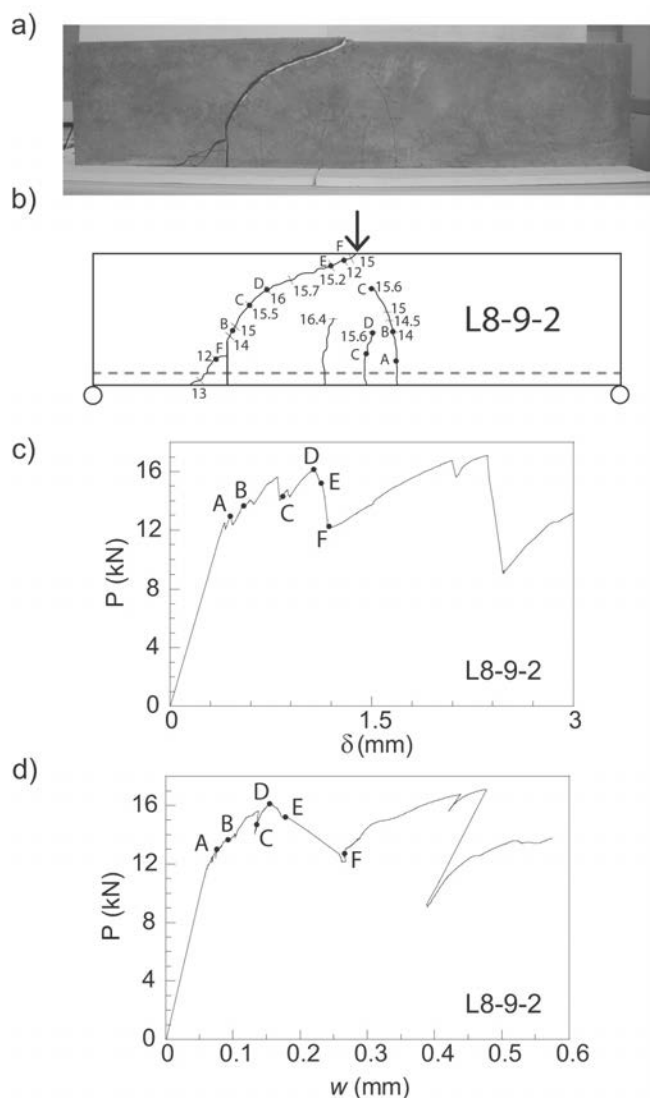 a)
b)
F
E
15
15.2
12
D
15.7
16
C
15.5
C
15.6
B
15
14
16.4
15
14.5
B
14
D
15.6
C
A
L8-9-2
12
F
13
c)
16
12
8
4
0
P (kN)
A
B
C
D
E
F
L8-9-2
0
1.5
3
δ (mm)
d)
16
12
8
4
0
P (kN)
A
B
C
D
E
F
L8-9-2
0
0.1
0.2
0.3
0.4
0.5
0.6
w (mm)